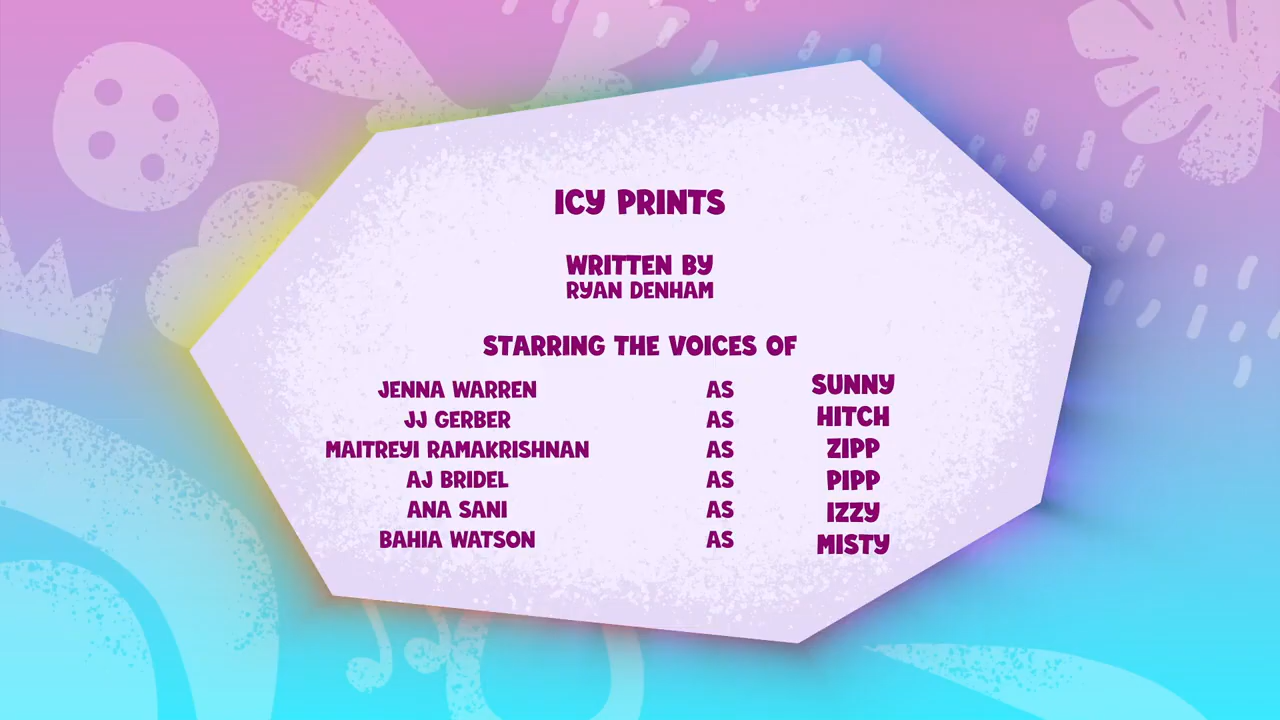 ICY PRINTS
WRITTEN BY
RYAN DENHAM
STARRING THE VOICES OF
JENNA WARREN AS SUNNY
JJ GERBER AS HITCH
MAITREYI RAMAKRISHNAN AS ZIPP
AJ BRIDEL AS PIPP
ANA SANI AS IZZY
BAHIA WATSON AS MISTY